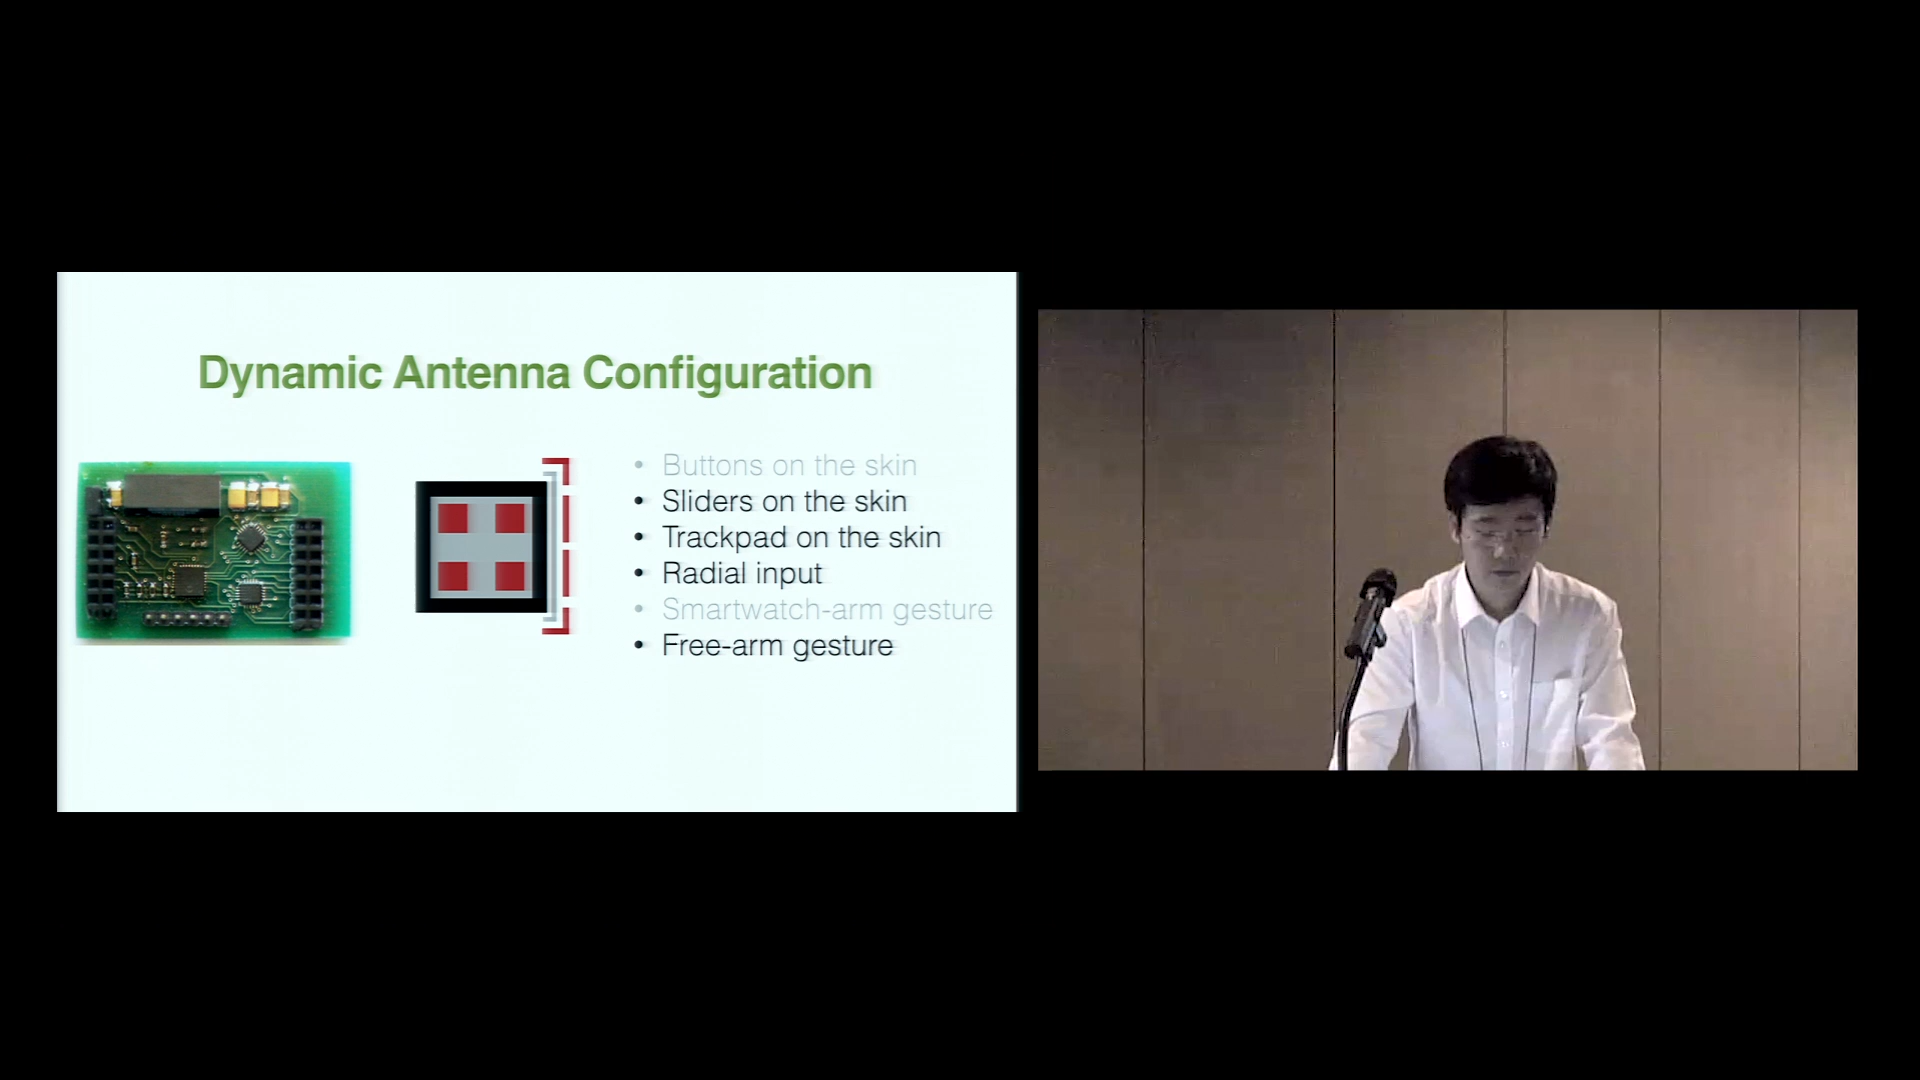 Dynamic Antenna Configuration
• Buttons on the skin
• Sliders on the skin
• Trackpad on the skin
• Radial input
• Smartwatch-arm gesture
• Free-arm gesture